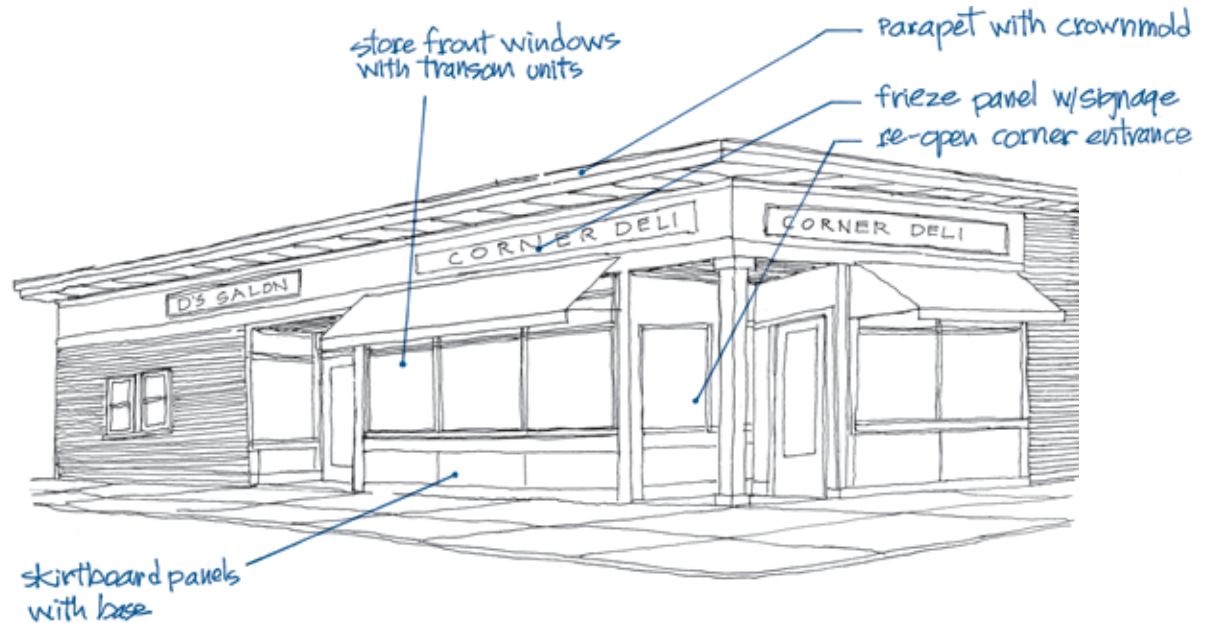 store front windows
with transom units
Parapet with crownmold
frieze panel w/signage
re-open corner entrance
D'S SALON
CORNER DELI
CORNER DELI
skirtboard panels
with base